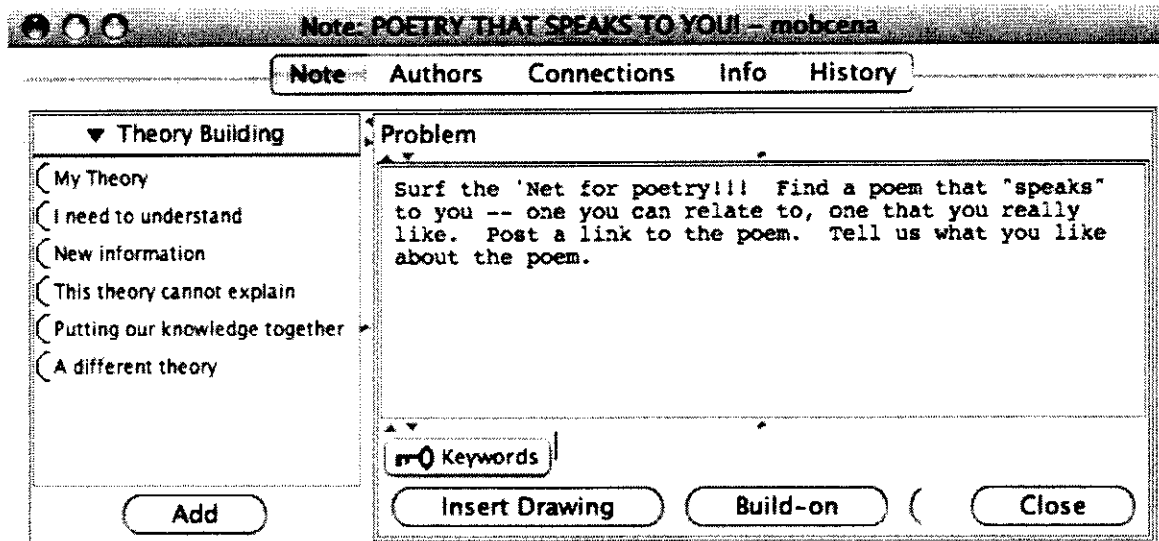 Note: POETRY THAT SPEAKS TO YOU! – mobcena
Note Authors Connections Info History
▼ Theory Building
My Theory
I need to understand
New information
This theory cannot explain
Putting our knowledge together
A different theory
Add
Problem
Surf the 'Net for poetry!!! Find a poem that "speaks"
to you -- one you can relate to, one that you really
like. Post a link to the poem. Tell us what you like
about the poem.
Keywords
Insert Drawing Build-on Close